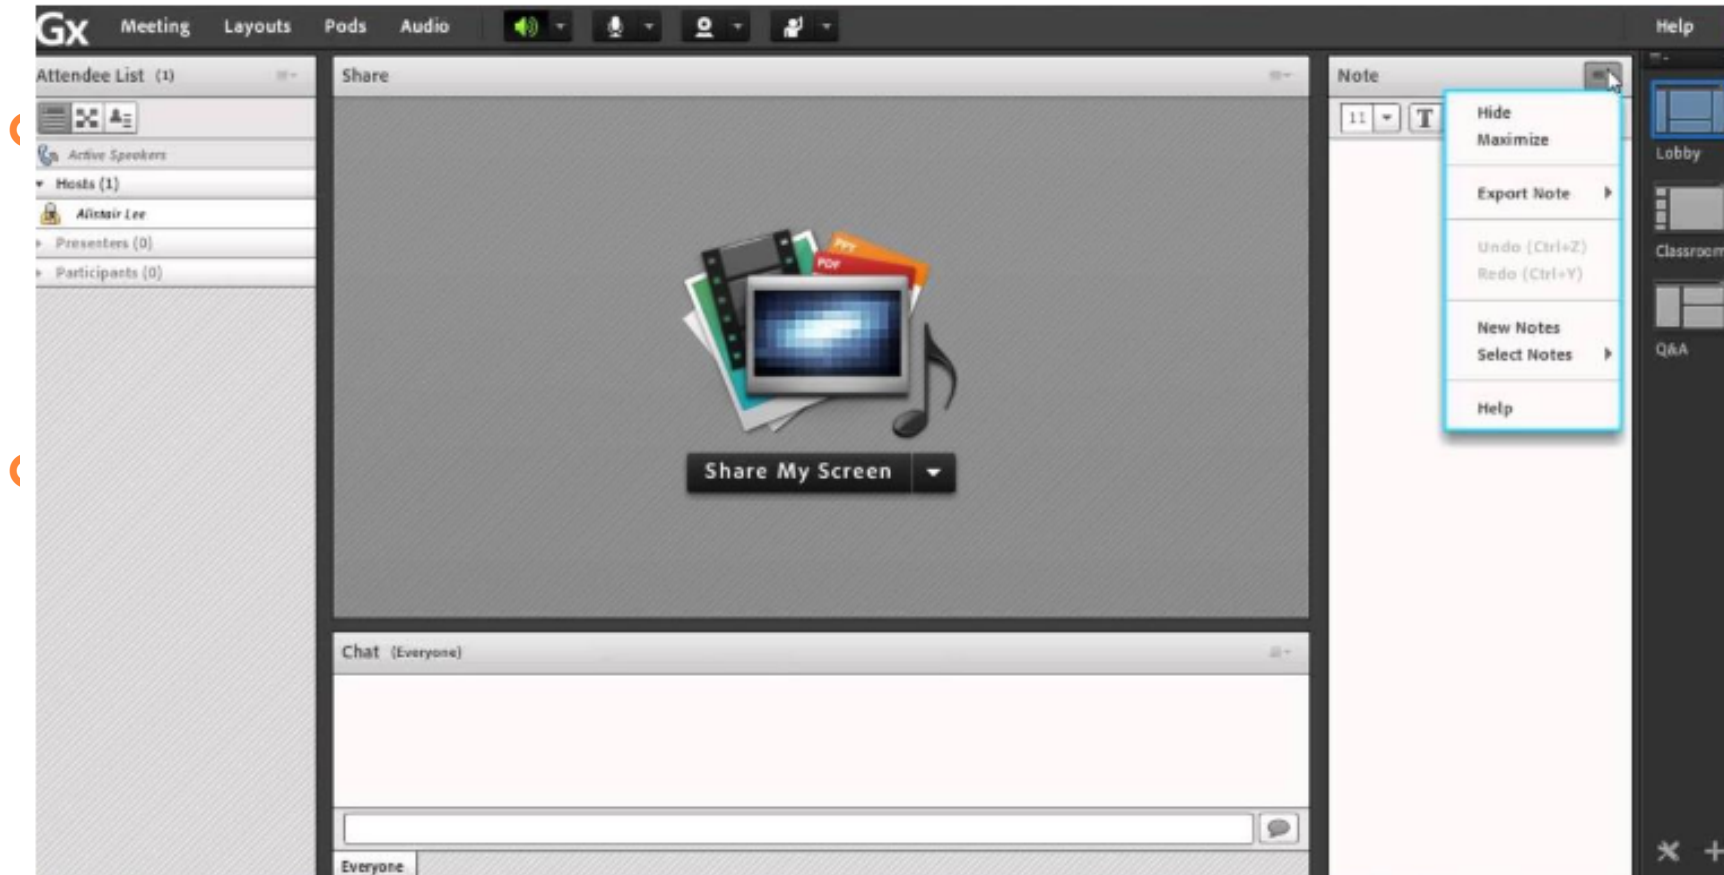 Gx Meeting Layouts Pods Audio Help
Attendee List (1)
Active Speakers
Hosts (1)
Alistair Lee
Presenters (0)
Participants (0)
Share
PPT
PDF
Share My Screen
Chat (Everyone)
Everyone
Note
11 T
Hide
Maximize
Export Note
Undo (Ctrl+Z)
Redo (Ctrl+Y)
New Notes
Select Notes
Help
Lobby
Classroom
Q&A